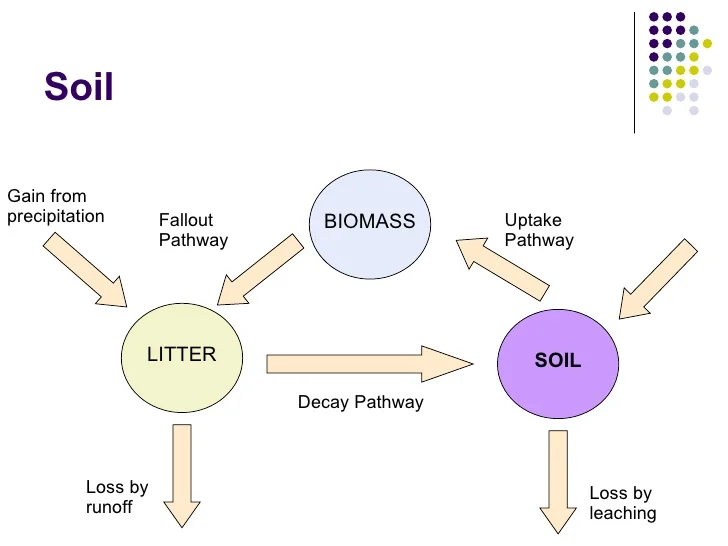 Soil
Gain from
precipitation
Fallout
Pathway
BIOMASS
Uptake
Pathway
LITTER
SOIL
Decay Pathway
Loss by
runoff
Loss by
leaching